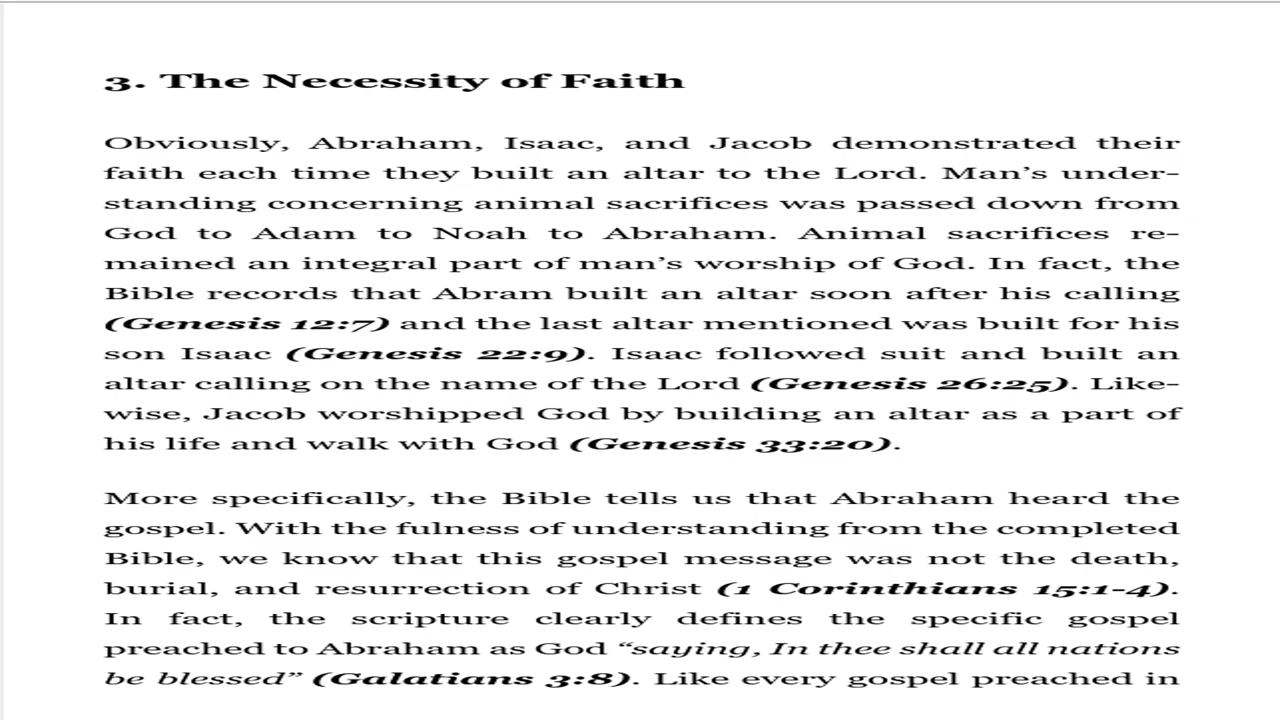 3. The Necessity of Faith
Obviously, Abraham, Isaac, and Jacob demonstrated their
faith each time they built an altar to the Lord. Man’s under-
standing concerning animal sacrifices was passed down from
God to Adam to Noah to Abraham. Animal sacrifices re-
mained an integral part of man’s worship of God. In fact, the
Bible records that Abram built an altar soon after his calling
(Genesis 12:7) and the last altar mentioned was built for his
son Isaac (Genesis 22:9). Isaac followed suit and built an
altar calling on the name of the Lord (Genesis 26:25). Like-
wise, Jacob worshipped God by building an altar as a part of
his life and walk with God (Genesis 33:20).
More specifically, the Bible tells us that Abraham heard the
gospel. With the fulness of understanding from the completed
Bible, we know that this gospel message was not the death,
burial, and resurrection of Christ (1 Corinthians 15:1-4).
In fact, the scripture clearly defines the specific gospel
preached to Abraham as God “saying, In thee shall all nations
be blessed” (Galatians 3:8). Like every gospel preached in